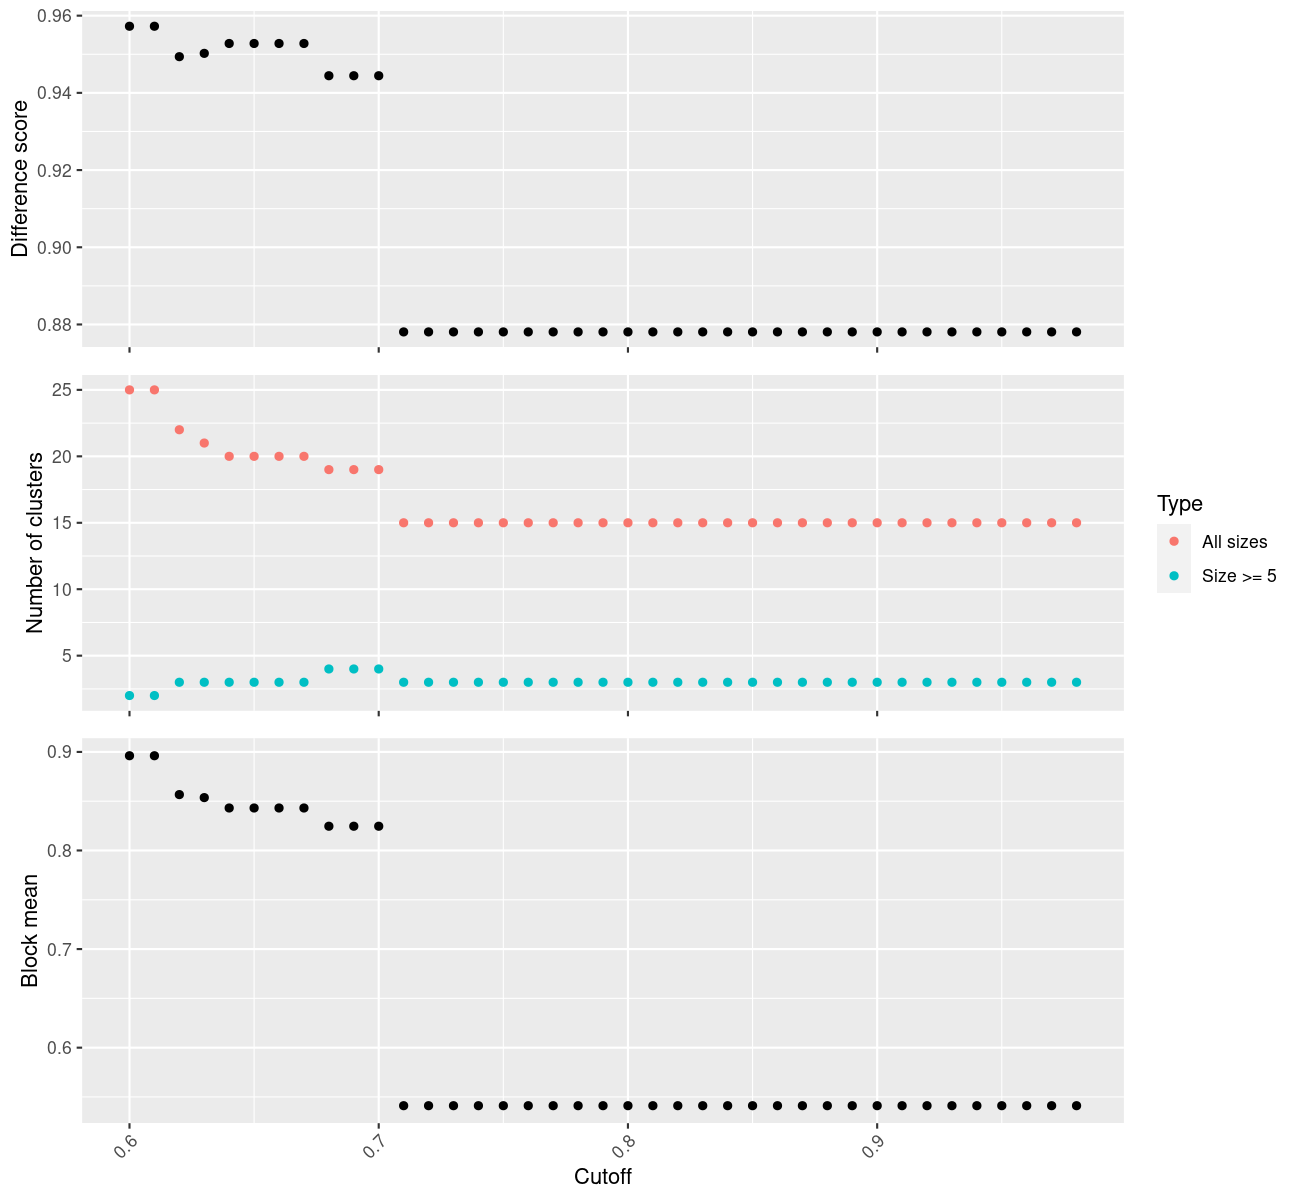 Difference score
0.96
0.94
0.92
0.90
0.88
Number of clusters
25
20
15
10
5
Type
All sizes
Size >= 5
Block mean
0.9
0.8
0.7
0.6
0.6 0.7 0.8 0.9
Cutoff